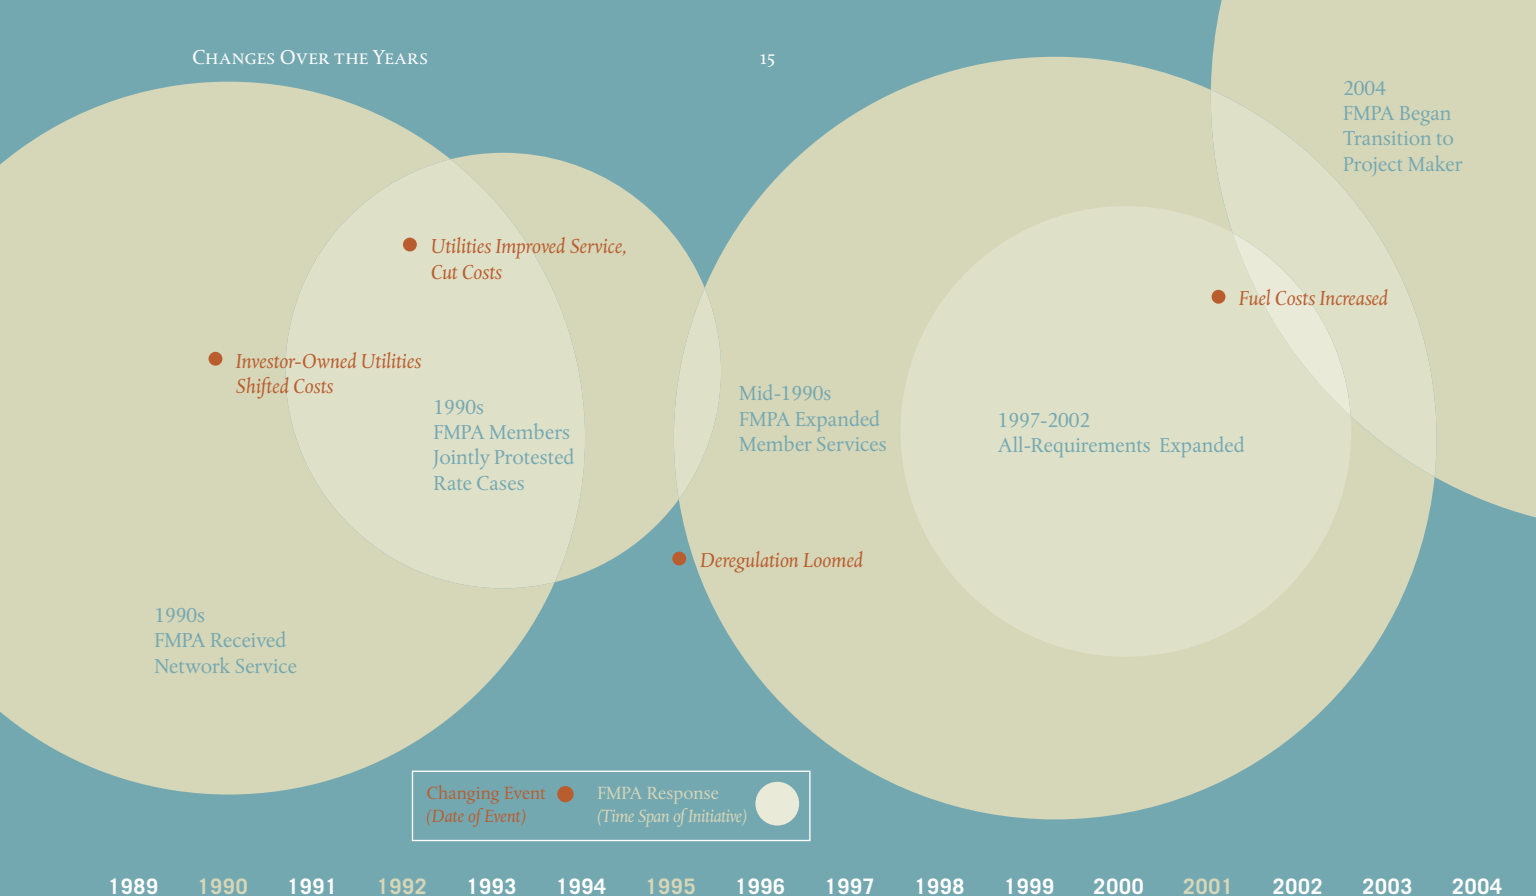 Changes Over the Years
15
2004
FMPA Began
Transition to
Project Maker
Utilities Improved Service,
Cut Costs
Fuel Costs Increased
Investor-Owned Utilities
Shifted Costs
1990s
FMPA Members
Jointly Protested
Rate Cases
Mid-1990s
FMPA Expanded
Member Services
1997-2002
All-Requirements Expanded
Deregulation Loomed
1990s
FMPA Received
Network Service
Changing Event
(Date of Event)
FMPA Response
(Time Span of Initiative)
1989 1990 1991 1992 1993 1994 1995 1996 1997 1998 1999 2000 2001 2002 2003 2004